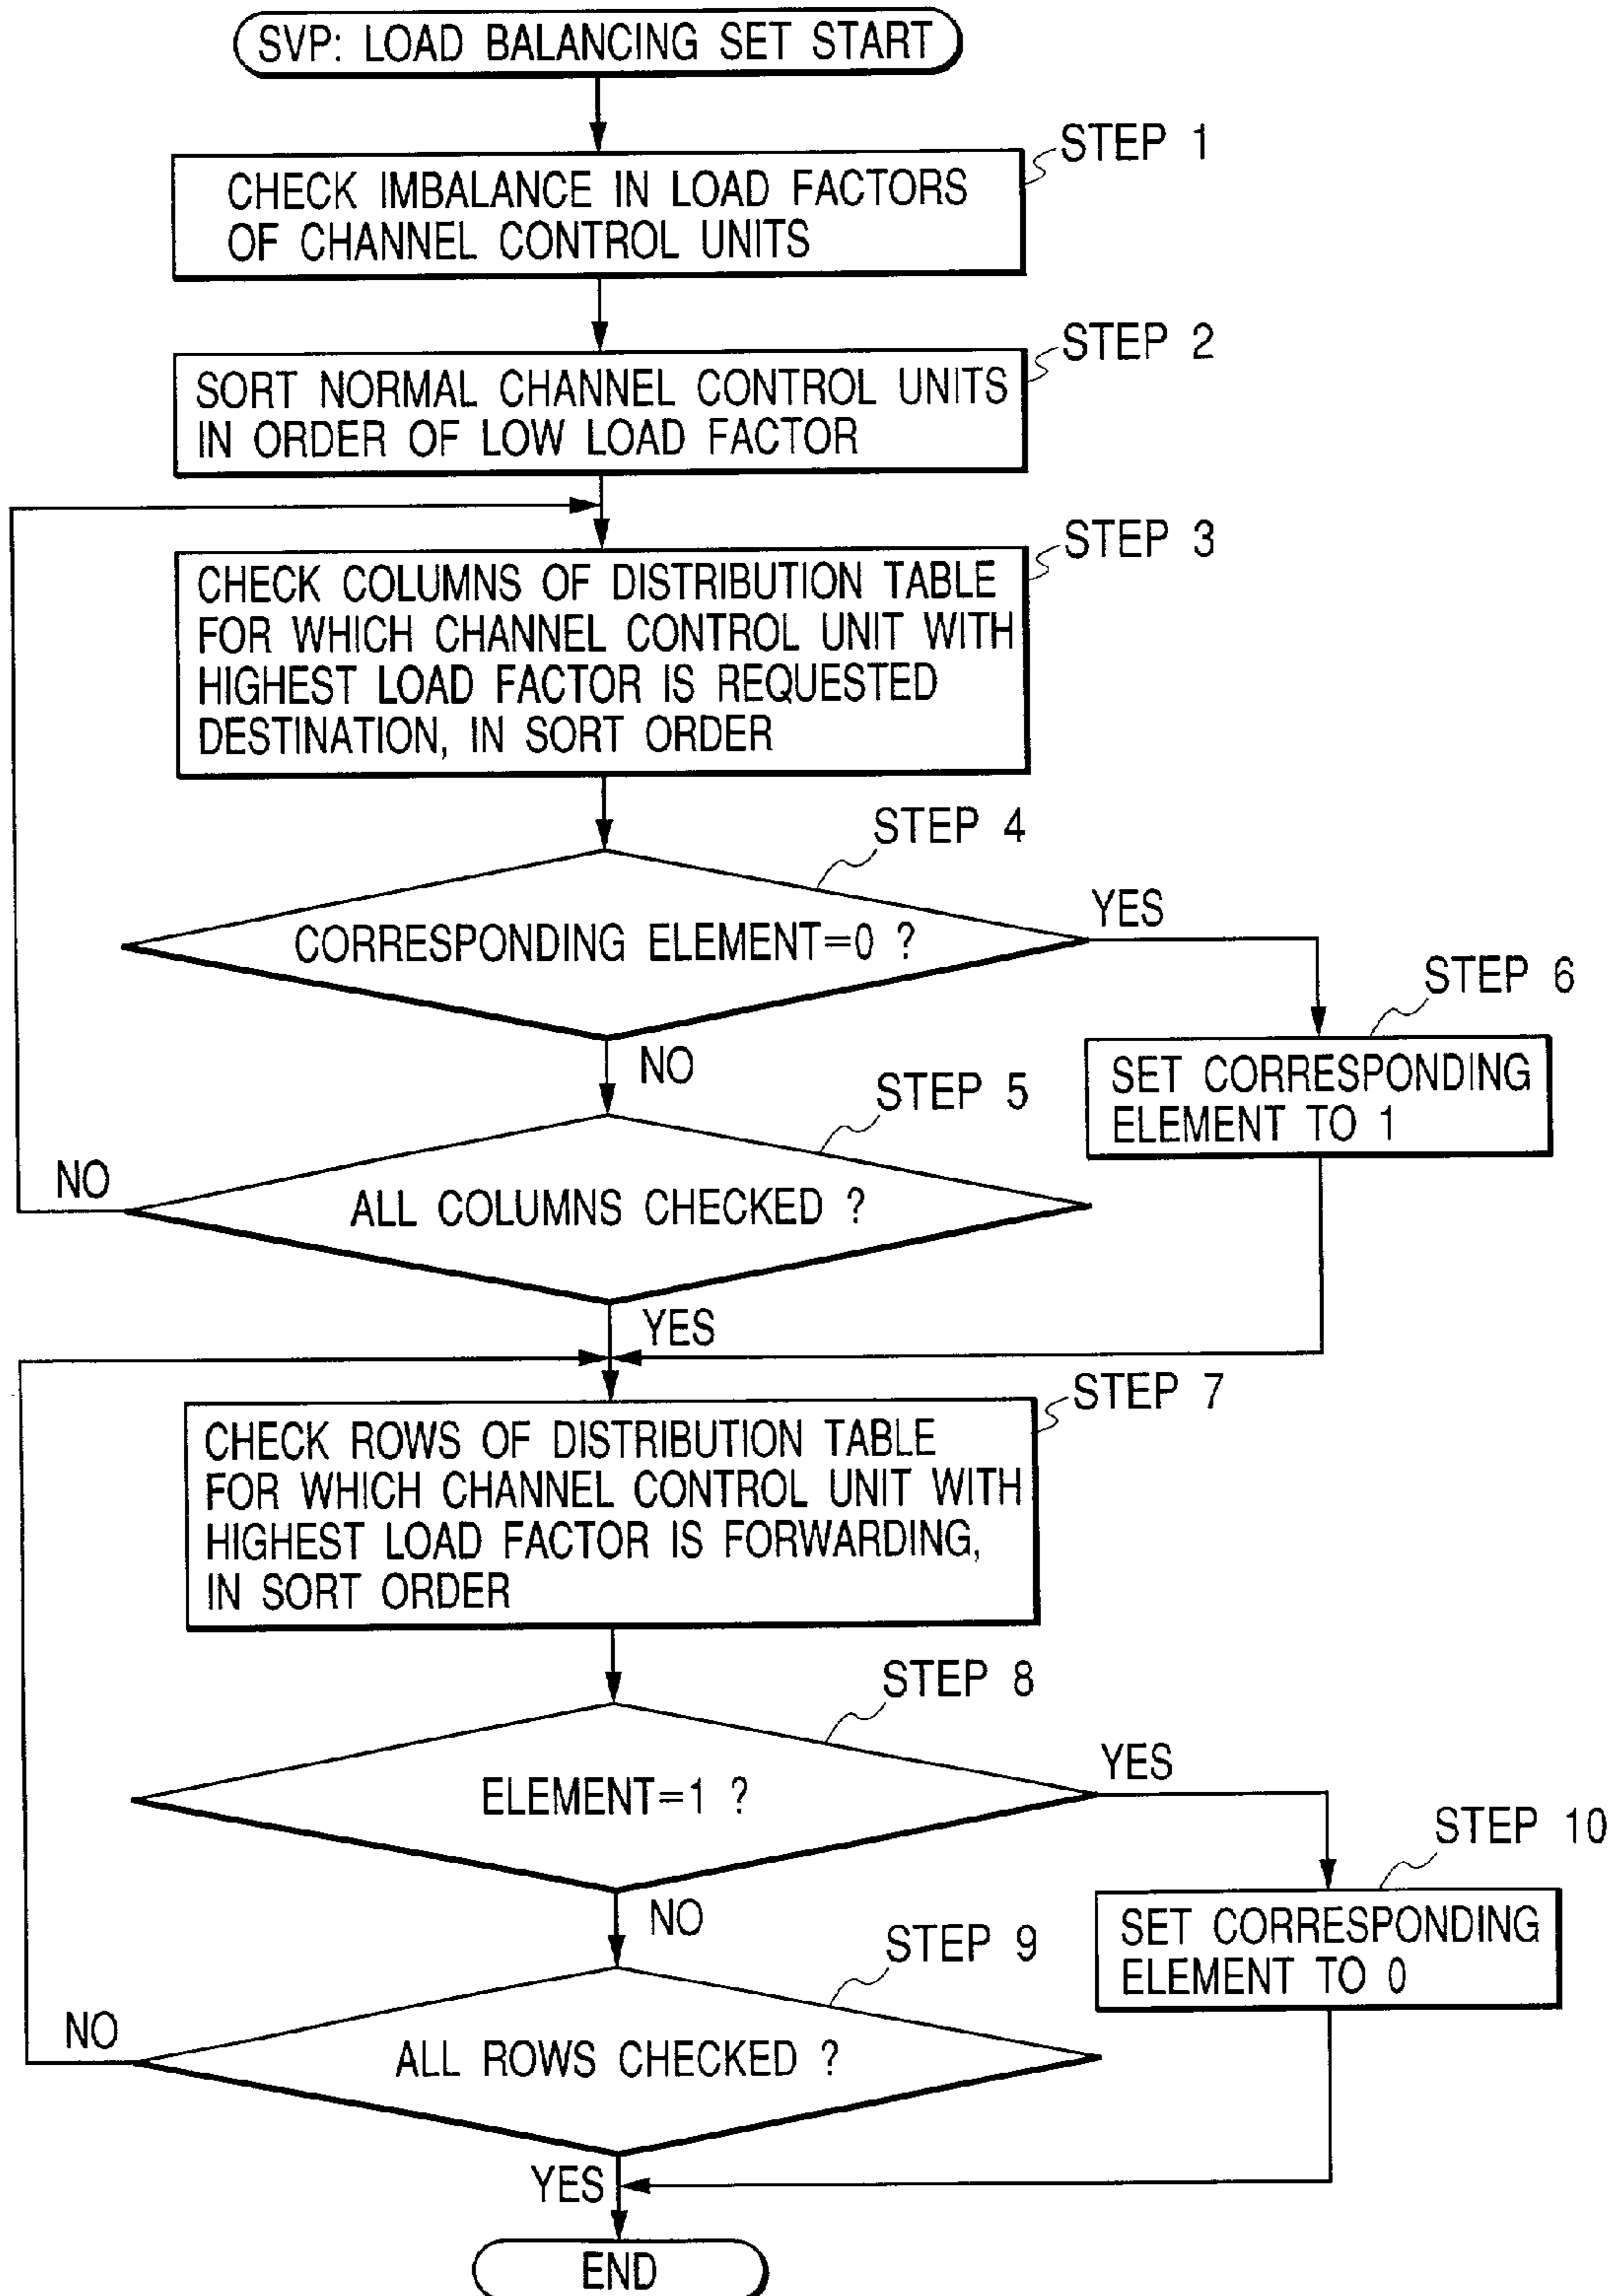 SVP: LOAD BALANCING SET START
STEP 1
CHECK IMBALANCE IN LOAD FACTORS
OF CHANNEL CONTROL UNITS
STEP 2
SORT NORMAL CHANNEL CONTROL UNITS
IN ORDER OF LOW LOAD FACTOR
STEP 3
CHECK COLUMNS OF DISTRIBUTION TABLE
FOR WHICH CHANNEL CONTROL UNIT WITH
HIGHEST LOAD FACTOR IS REQUESTED
DESTINATION, IN SORT ORDER
STEP 4
CORRESPONDING ELEMENT=0 ?
YES
STEP 6
SET CORRESPONDING
ELEMENT TO 1
NO
STEP 5
ALL COLUMNS CHECKED ?
NO
YES
STEP 7
CHECK ROWS OF DISTRIBUTION TABLE
FOR WHICH CHANNEL CONTROL UNIT WITH
HIGHEST LOAD FACTOR IS FORWARDING,
IN SORT ORDER
STEP 8
ELEMENT=1 ?
YES
STEP 10
SET CORRESPONDING
ELEMENT TO 0
NO
STEP 9
ALL ROWS CHECKED ?
NO
YES
END